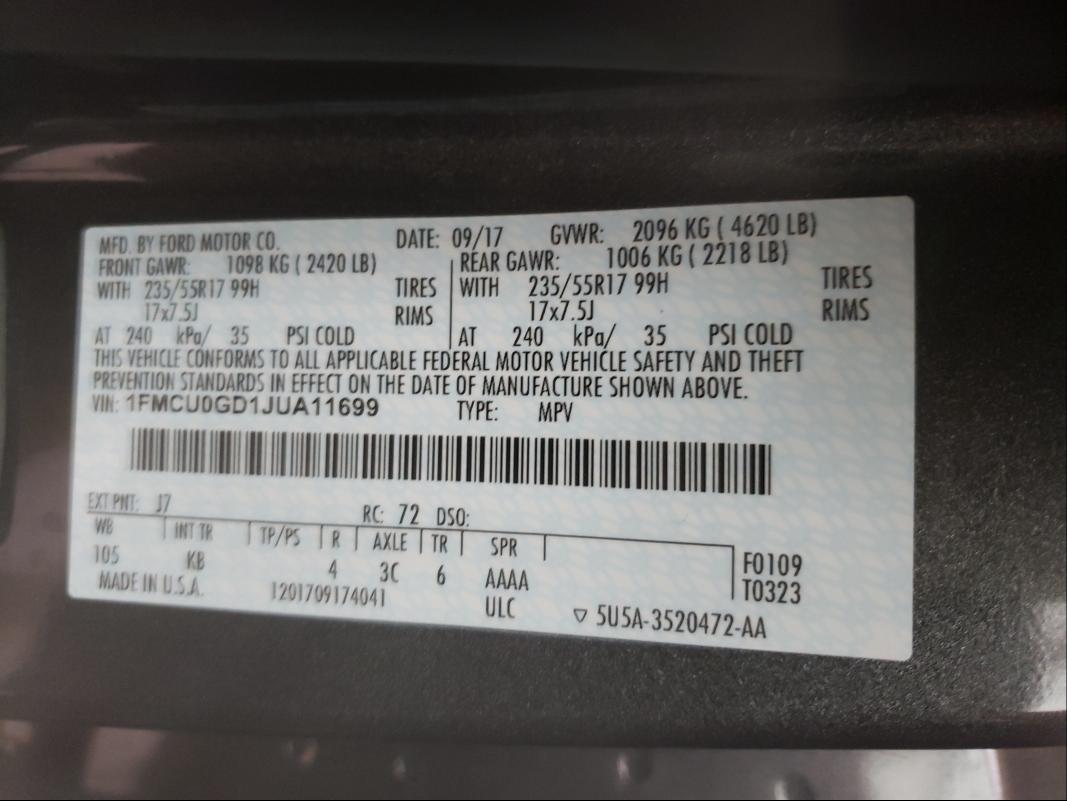 MFD. BY FORD MOTOR CO. DATE: 09/17 GVWR: 2096 KG ( 4620 LB)
FRONT GAWR: 1098 KG ( 2420 LB) REAR GAWR: 1006 KG ( 2218 LB)
WITH 235/55R17 99H TIRES WITH 235/55R17 99H TIRES
17x7.5J RIMS 17x7.5J RIMS
AT 240 kPa/ 35 PSI COLD AT 240 kPa/ 35 PSI COLD
THIS VEHICLE CONFORMS TO ALL APPLICABLE FEDERAL MOTOR VEHICLE SAFETY AND THEFT
PREVENTION STANDARDS IN EFFECT ON THE DATE OF MANUFACTURE SHOWN ABOVE.
VIN: 1FMCU0GD1JUA11699 TYPE: MPV
EXT PNT: J7 RC: 72 DSO:
WB INT TR TP/PS R AXLE TR SPR F0109
105 KB 4 3C 6 AAAA T0323
MADE IN U.S.A. 1201709174041 ULC ▽ 5U5A-3520472-AA